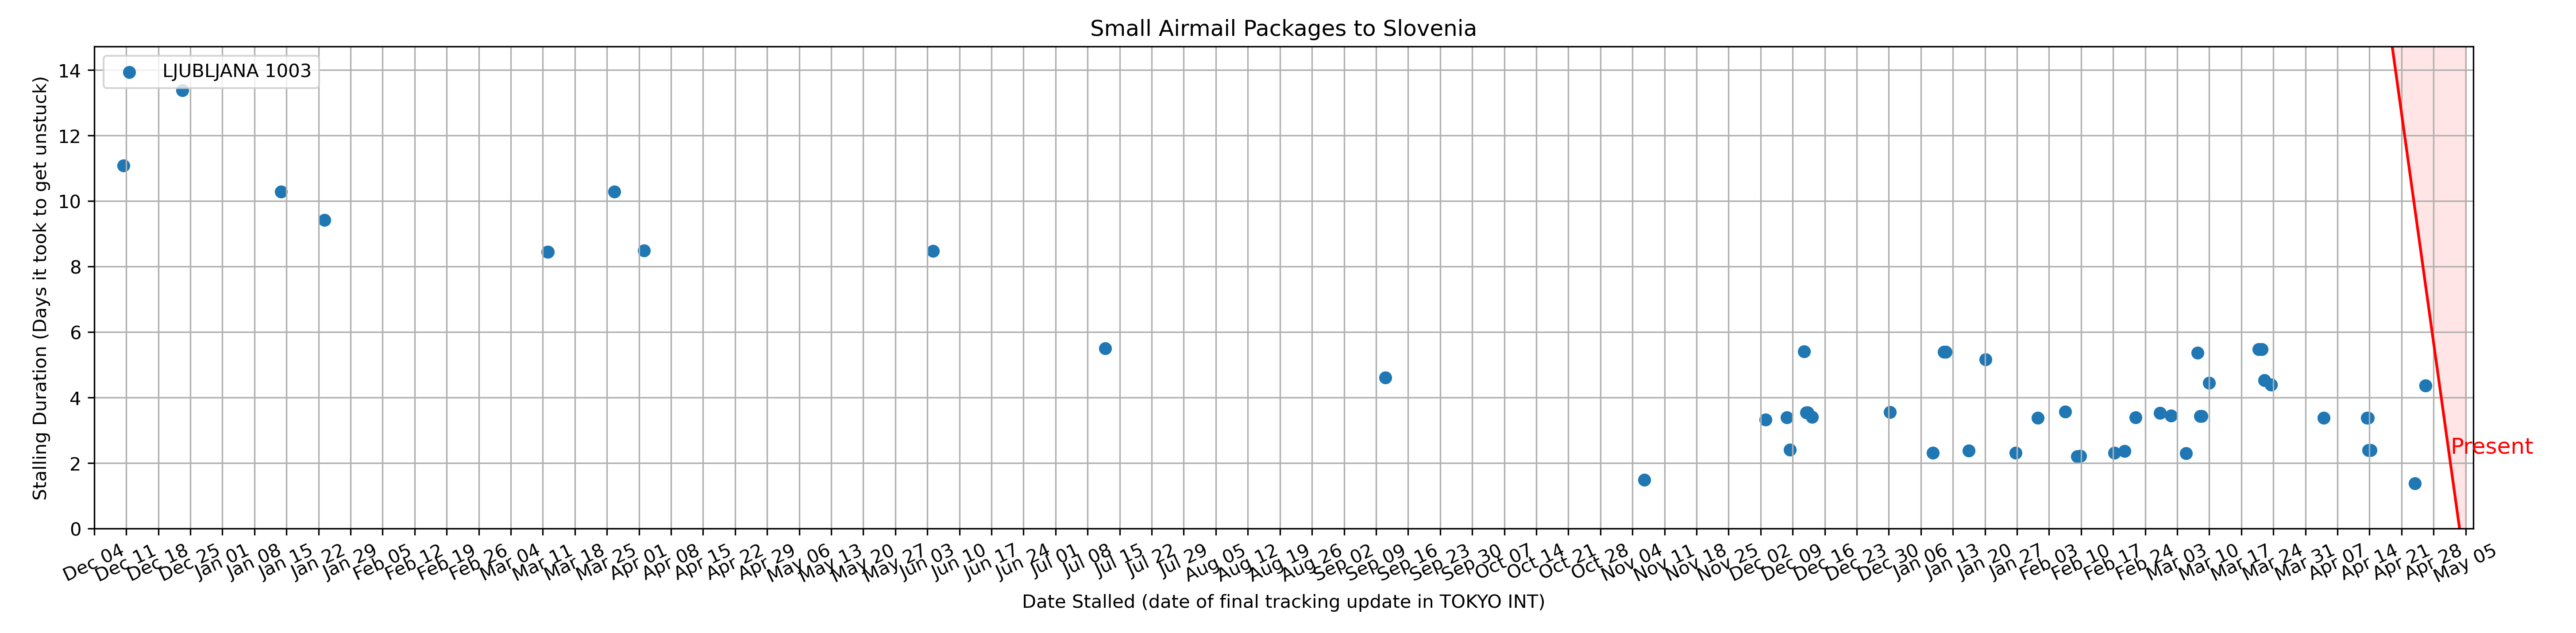 Small Airmail Packages to Slovenia
LJUBLJANA 1003
Stalling Duration (Days it took to get unstuck)
14
12
10
8
6
4
2
0
Present
Dec 04
Dec 11
Dec 18
Dec 25
Jan 01
Jan 08
Jan 15
Jan 22
Jan 29
Feb 05
Feb 12
Feb 19
Feb 26
Mar 04
Mar 11
Mar 18
Mar 25
Apr 01
Apr 08
Apr 15
Apr 22
Apr 29
May 06
May 13
May 20
May 27
Jun 03
Jun 10
Jun 17
Jun 24
Jul 01
Jul 08
Jul 15
Jul 22
Jul 29
Aug 05
Aug 12
Aug 19
Aug 26
Sep 02
Sep 09
Sep 16
Sep 23
Sep 30
Oct 07
Oct 14
Oct 21
Oct 28
Nov 04
Nov 11
Nov 18
Nov 25
Dec 02
Dec 09
Dec 16
Dec 23
Dec 30
Jan 06
Jan 13
Jan 20
Jan 27
Feb 03
Feb 10
Feb 17
Feb 24
Mar 03
Mar 10
Mar 17
Mar 24
Mar 31
Apr 07
Apr 14
Apr 21
Apr 28
May 05
Date Stalled (date of final tracking update in TOKYO INT)